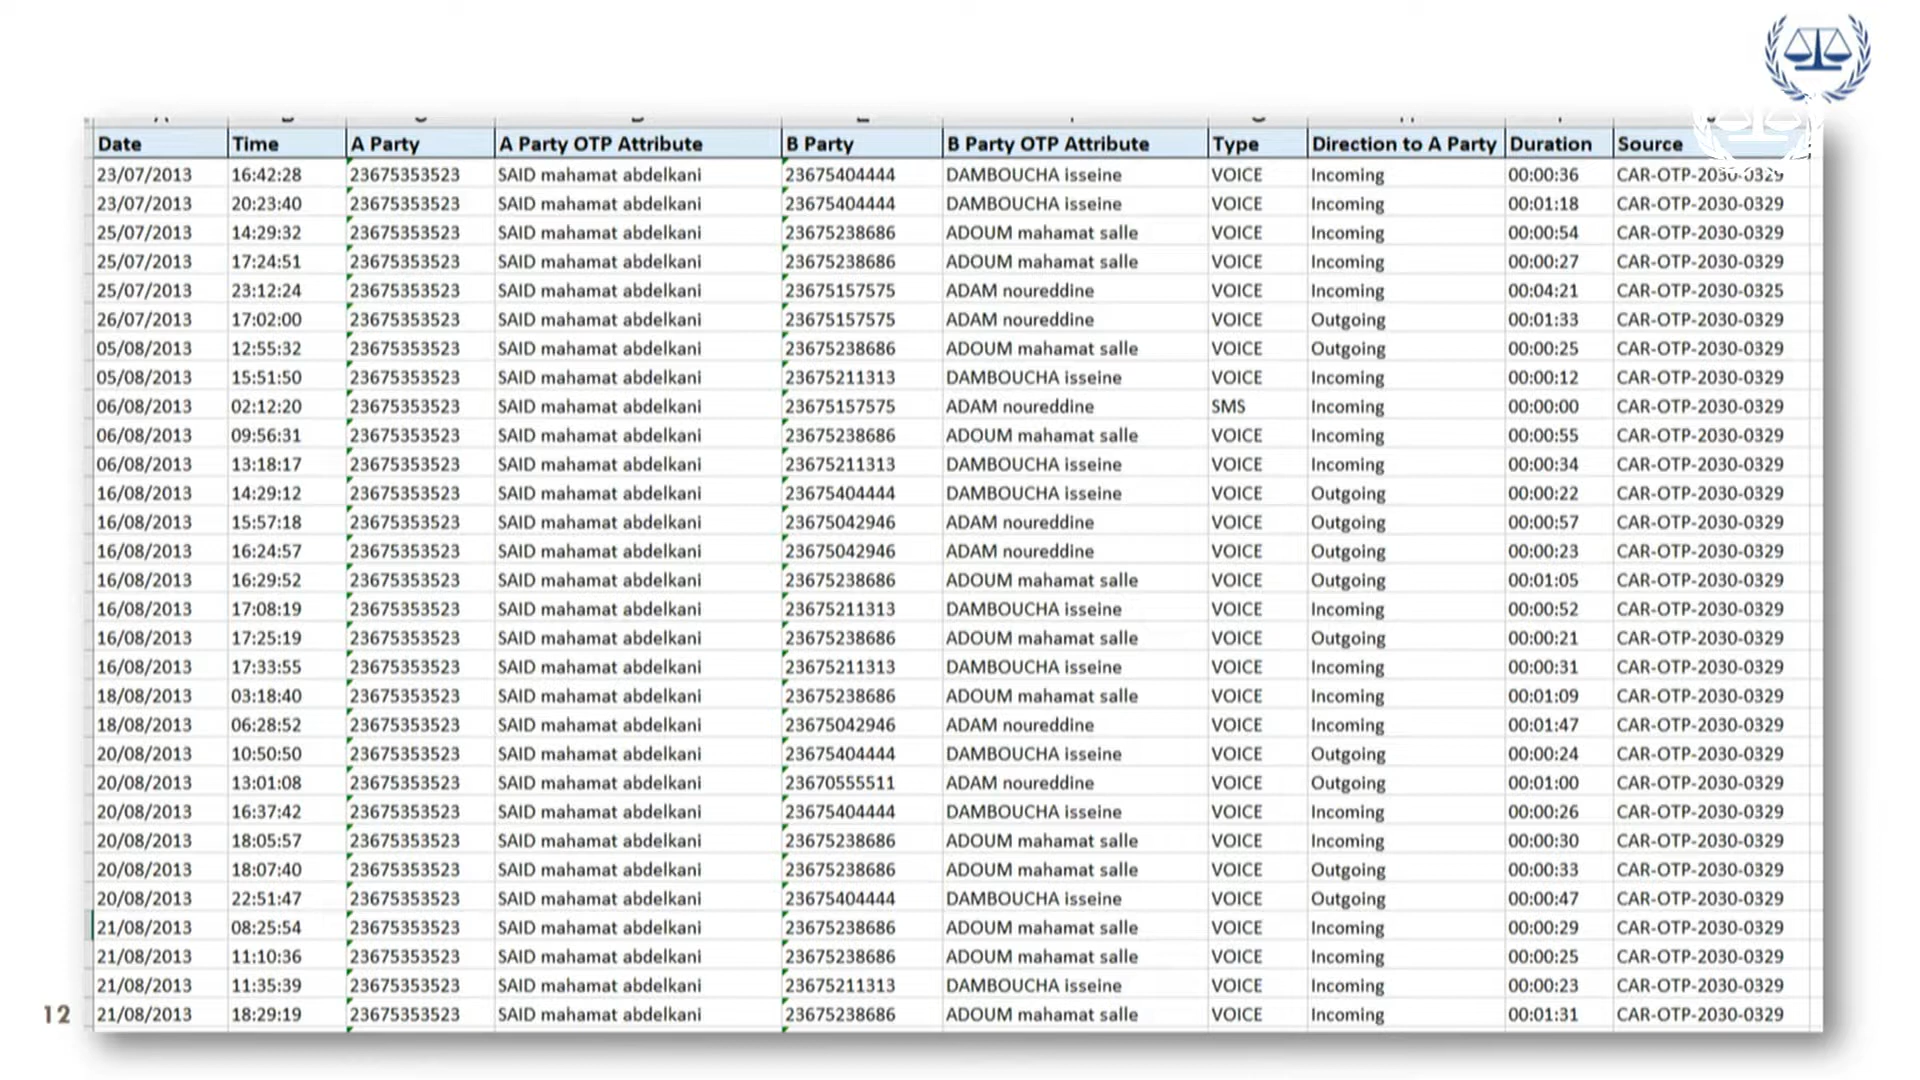 Date Time A Party A Party OTP Attribute B Party B Party OTP Attribute Type Direction to A Party Duration Source
23/07/2013 16:42:28 23675353523 SAID mahamat abdelkani 23675404444 DAMBOUCHA isseine VOICE Incoming 00:00:36 CAR-OTP-2030-0329
23/07/2013 20:23:40 23675353523 SAID mahamat abdelkani 23675404444 DAMBOUCHA isseine VOICE Incoming 00:01:18 CAR-OTP-2030-0329
25/07/2013 14:29:32 23675353523 SAID mahamat abdelkani 23675238686 ADOUM mahamat salle VOICE Incoming 00:00:54 CAR-OTP-2030-0329
25/07/2013 17:24:51 23675353523 SAID mahamat abdelkani 23675238686 ADOUM mahamat salle VOICE Incoming 00:00:27 CAR-OTP-2030-0329
25/07/2013 23:12:24 23675353523 SAID mahamat abdelkani 23675157575 ADAM noureddine VOICE Incoming 00:04:21 CAR-OTP-2030-0325
26/07/2013 17:02:00 23675353523 SAID mahamat abdelkani 23675157575 ADAM noureddine VOICE Outgoing 00:01:33 CAR-OTP-2030-0329
05/08/2013 12:55:32 23675353523 SAID mahamat abdelkani 23675238686 ADOUM mahamat salle VOICE Outgoing 00:00:25 CAR-OTP-2030-0329
05/08/2013 15:51:50 23675353523 SAID mahamat abdelkani 23675211313 DAMBOUCHA isseine VOICE Incoming 00:00:12 CAR-OTP-2030-0329
06/08/2013 02:12:20 23675353523 SAID mahamat abdelkani 23675157575 ADAM noureddine SMS Incoming 00:00:00 CAR-OTP-2030-0329
06/08/2013 09:56:31 23675353523 SAID mahamat abdelkani 23675238686 ADOUM mahamat salle VOICE Incoming 00:00:55 CAR-OTP-2030-0329
06/08/2013 13:18:17 23675353523 SAID mahamat abdelkani 23675211313 DAMBOUCHA isseine VOICE Incoming 00:00:34 CAR-OTP-2030-0329
16/08/2013 14:29:12 23675353523 SAID mahamat abdelkani 23675404444 DAMBOUCHA isseine VOICE Outgoing 00:00:22 CAR-OTP-2030-0329
16/08/2013 15:57:18 23675353523 SAID mahamat abdelkani 23675042946 ADAM noureddine VOICE Outgoing 00:00:57 CAR-OTP-2030-0329
16/08/2013 16:24:57 23675353523 SAID mahamat abdelkani 23675042946 ADAM noureddine VOICE Outgoing 00:00:23 CAR-OTP-2030-0329
16/08/2013 16:29:52 23675353523 SAID mahamat abdelkani 23675238686 ADOUM mahamat salle VOICE Outgoing 00:01:05 CAR-OTP-2030-0329
16/08/2013 17:08:19 23675353523 SAID mahamat abdelkani 23675211313 DAMBOUCHA isseine VOICE Incoming 00:00:52 CAR-OTP-2030-0329
16/08/2013 17:25:19 23675353523 SAID mahamat abdelkani 23675238686 ADOUM mahamat salle VOICE Outgoing 00:00:21 CAR-OTP-2030-0329
16/08/2013 17:33:55 23675353523 SAID mahamat abdelkani 23675211313 DAMBOUCHA isseine VOICE Incoming 00:00:31 CAR-OTP-2030-0329
18/08/2013 03:18:40 23675353523 SAID mahamat abdelkani 23675238686 ADOUM mahamat salle VOICE Incoming 00:01:09 CAR-OTP-2030-0329
18/08/2013 06:28:52 23675353523 SAID mahamat abdelkani 23675042946 ADAM noureddine VOICE Incoming 00:01:47 CAR-OTP-2030-0329
20/08/2013 10:50:50 23675353523 SAID mahamat abdelkani 23675404444 DAMBOUCHA isseine VOICE Outgoing 00:00:24 CAR-OTP-2030-0329
20/08/2013 13:01:08 23675353523 SAID mahamat abdelkani 23670555511 ADAM noureddine VOICE Outgoing 00:01:00 CAR-OTP-2030-0329
20/08/2013 16:37:42 23675353523 SAID mahamat abdelkani 23675404444 DAMBOUCHA isseine VOICE Incoming 00:00:26 CAR-OTP-2030-0329
20/08/2013 18:05:57 23675353523 SAID mahamat abdelkani 23675238686 ADOUM mahamat salle VOICE Incoming 00:00:30 CAR-OTP-2030-0329
20/08/2013 18:07:40 23675353523 SAID mahamat abdelkani 23675238686 ADOUM mahamat salle VOICE Outgoing 00:00:33 CAR-OTP-2030-0329
20/08/2013 22:51:47 23675353523 SAID mahamat abdelkani 23675404444 DAMBOUCHA isseine VOICE Outgoing 00:00:47 CAR-OTP-2030-0329
21/08/2013 08:25:54 23675353523 SAID mahamat abdelkani 23675238686 ADOUM mahamat salle VOICE Incoming 00:00:29 CAR-OTP-2030-0329
21/08/2013 11:10:36 23675353523 SAID mahamat abdelkani 23675238686 ADOUM mahamat salle VOICE Incoming 00:00:25 CAR-OTP-2030-0329
21/08/2013 11:35:39 23675353523 SAID mahamat abdelkani 23675211313 DAMBOUCHA isseine VOICE Incoming 00:00:23 CAR-OTP-2030-0329
12 21/08/2013 18:29:19 23675353523 SAID mahamat abdelkani 23675238686 ADOUM mahamat salle VOICE Incoming 00:01:31 CAR-OTP-2030-0329